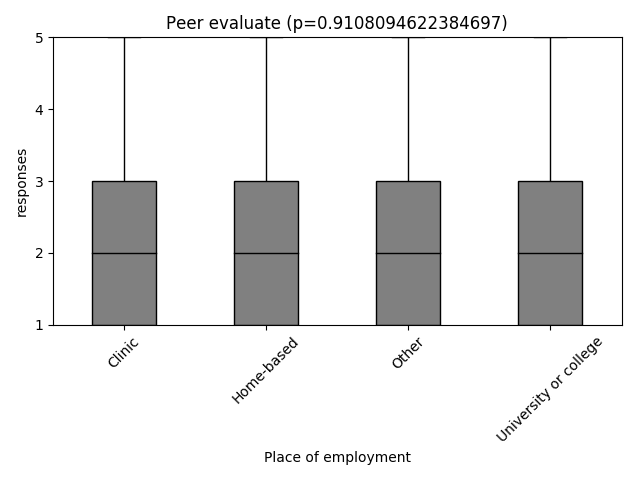 Peer evaluate (p=0.9108094622384697)
5
4
3
2
1
responses
Clinic
Home-based
Other
University or college
Place of employment